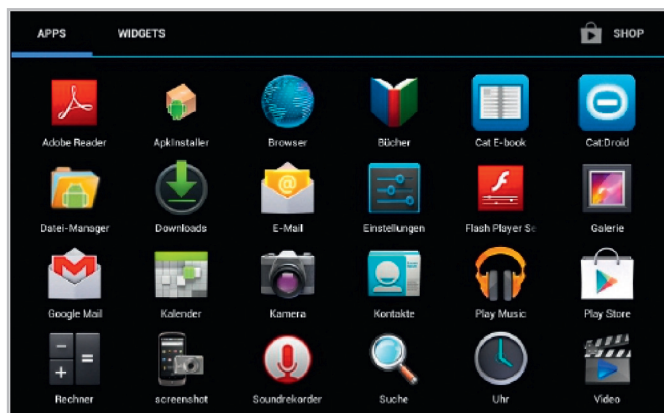 APPS WIDGETS SHOP
Adobe Reader ApkInstaller Browser Bücher Cat E-book Cat:Droid
Datei-Manager Downloads E-Mail Einstellungen Flash Player Se Galerie
Google Mail Kalender Kamera Kontakte Play Music Play Store
Rechner screenshot Soundrekorder Suche Uhr Video